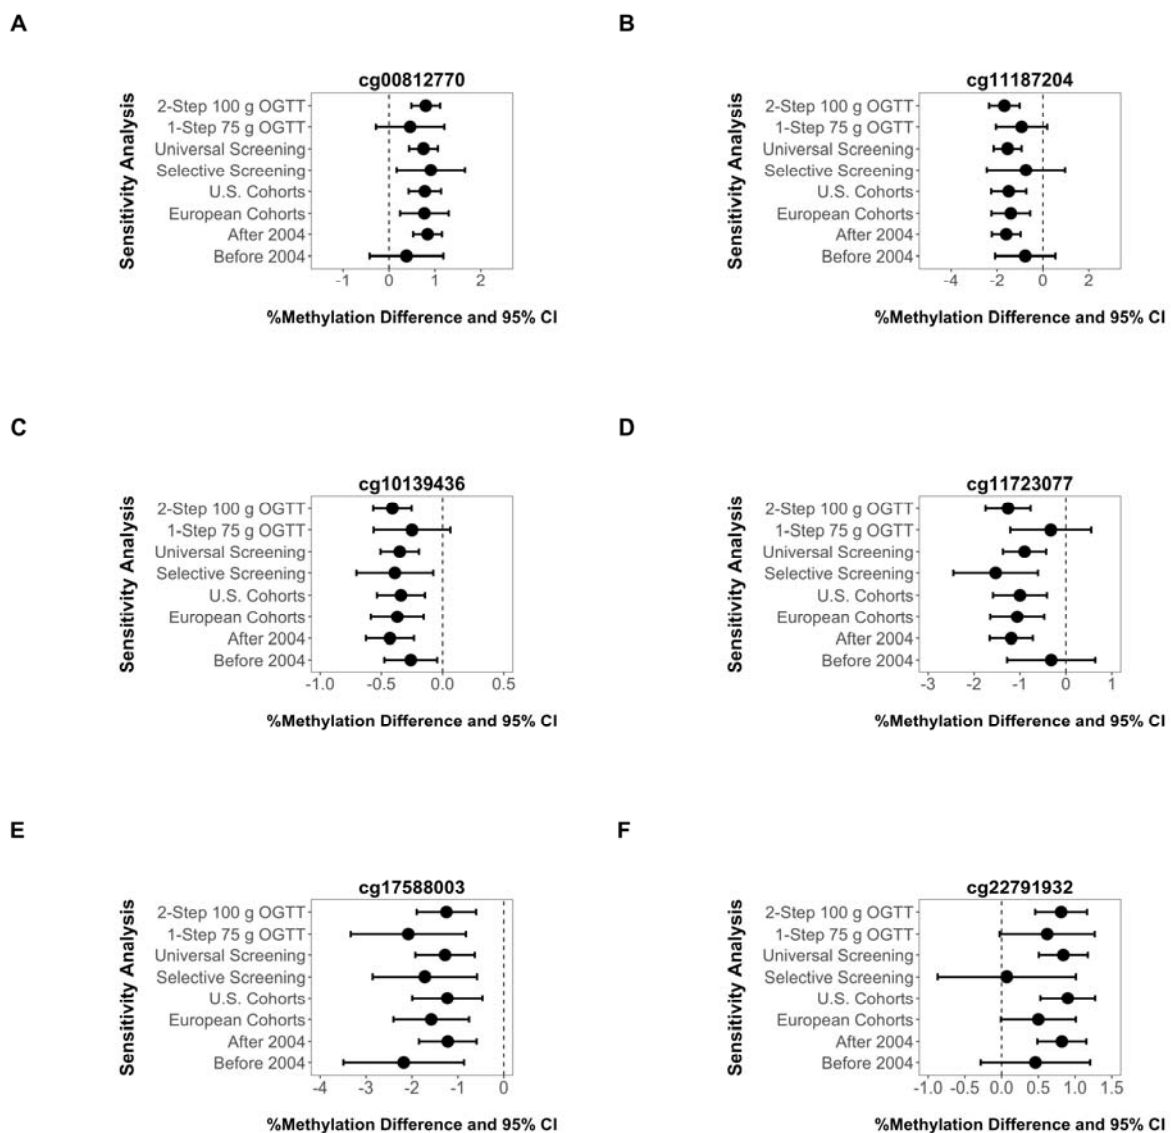 A
cg00812770
Sensitivity Analysis
2-Step 100 g OGTT
1-Step 75 g OGTT
Universal Screening
Selective Screening
U.S. Cohorts
European Cohorts
After 2004
Before 2004
-1 0 1 2
%Methylation Difference and 95% CI
B
cg11187204
Sensitivity Analysis
2-Step 100 g OGTT
1-Step 75 g OGTT
Universal Screening
Selective Screening
U.S. Cohorts
European Cohorts
After 2004
Before 2004
-4 -2 0 2
%Methylation Difference and 95% CI
C
cg10139436
Sensitivity Analysis
2-Step 100 g OGTT
1-Step 75 g OGTT
Universal Screening
Selective Screening
U.S. Cohorts
European Cohorts
After 2004
Before 2004
-1.0 -0.5 0.0 0.5
%Methylation Difference and 95% CI
D
cg11723077
Sensitivity Analysis
2-Step 100 g OGTT
1-Step 75 g OGTT
Universal Screening
Selective Screening
U.S. Cohorts
European Cohorts
After 2004
Before 2004
-3 -2 -1 0 1
%Methylation Difference and 95% CI
E
cg17588003
Sensitivity Analysis
2-Step 100 g OGTT
1-Step 75 g OGTT
Universal Screening
Selective Screening
U.S. Cohorts
European Cohorts
After 2004
Before 2004
-4 -3 -2 -1 0
%Methylation Difference and 95% CI
F
cg22791932
Sensitivity Analysis
2-Step 100 g OGTT
1-Step 75 g OGTT
Universal Screening
Selective Screening
U.S. Cohorts
European Cohorts
After 2004
Before 2004
-1.0 -0.5 0.0 0.5 1.0 1.5
%Methylation Difference and 95% CI